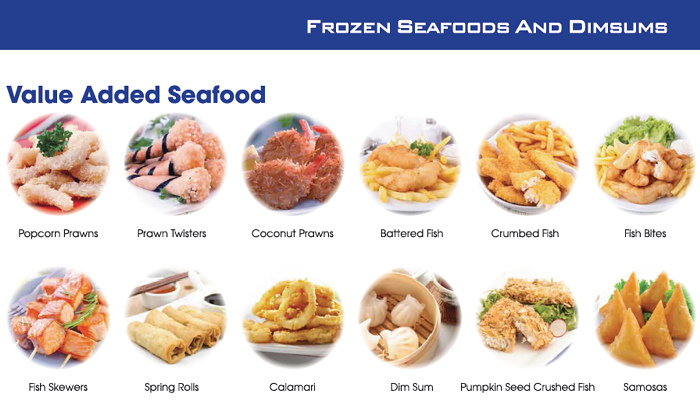 Frozen Seafoods And Dimsums
Value Added Seafood
Popcorn Prawns
Prawn Twisters
Coconut Prawns
Battered Fish
Crumbed Fish
Fish Bites
Fish Skewers
Spring Rolls
Calamari
Dim Sum
Pumpkin Seed Crushed Fish
Samosas